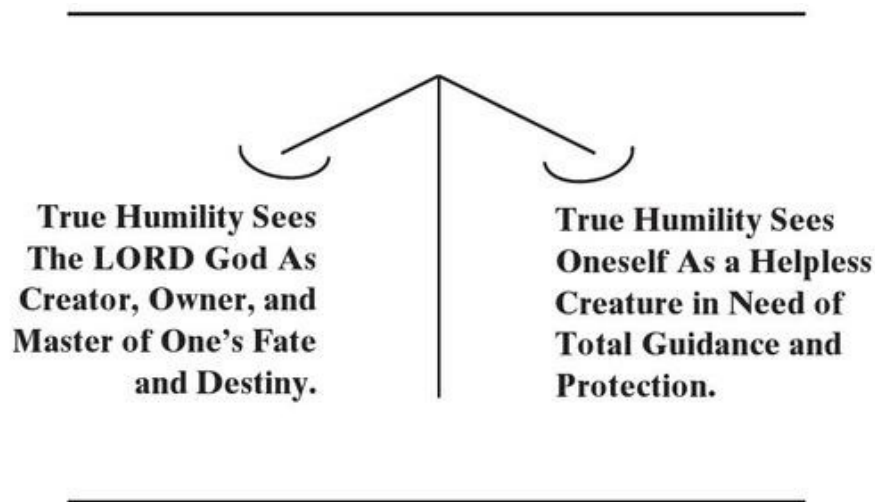 True Humility Sees
The LORD God As
Creator, Owner, and
Master of One's Fate
and Destiny.
True Humility Sees
Oneself As a Helpless
Creature in Need of
Total Guidance and
Protection.